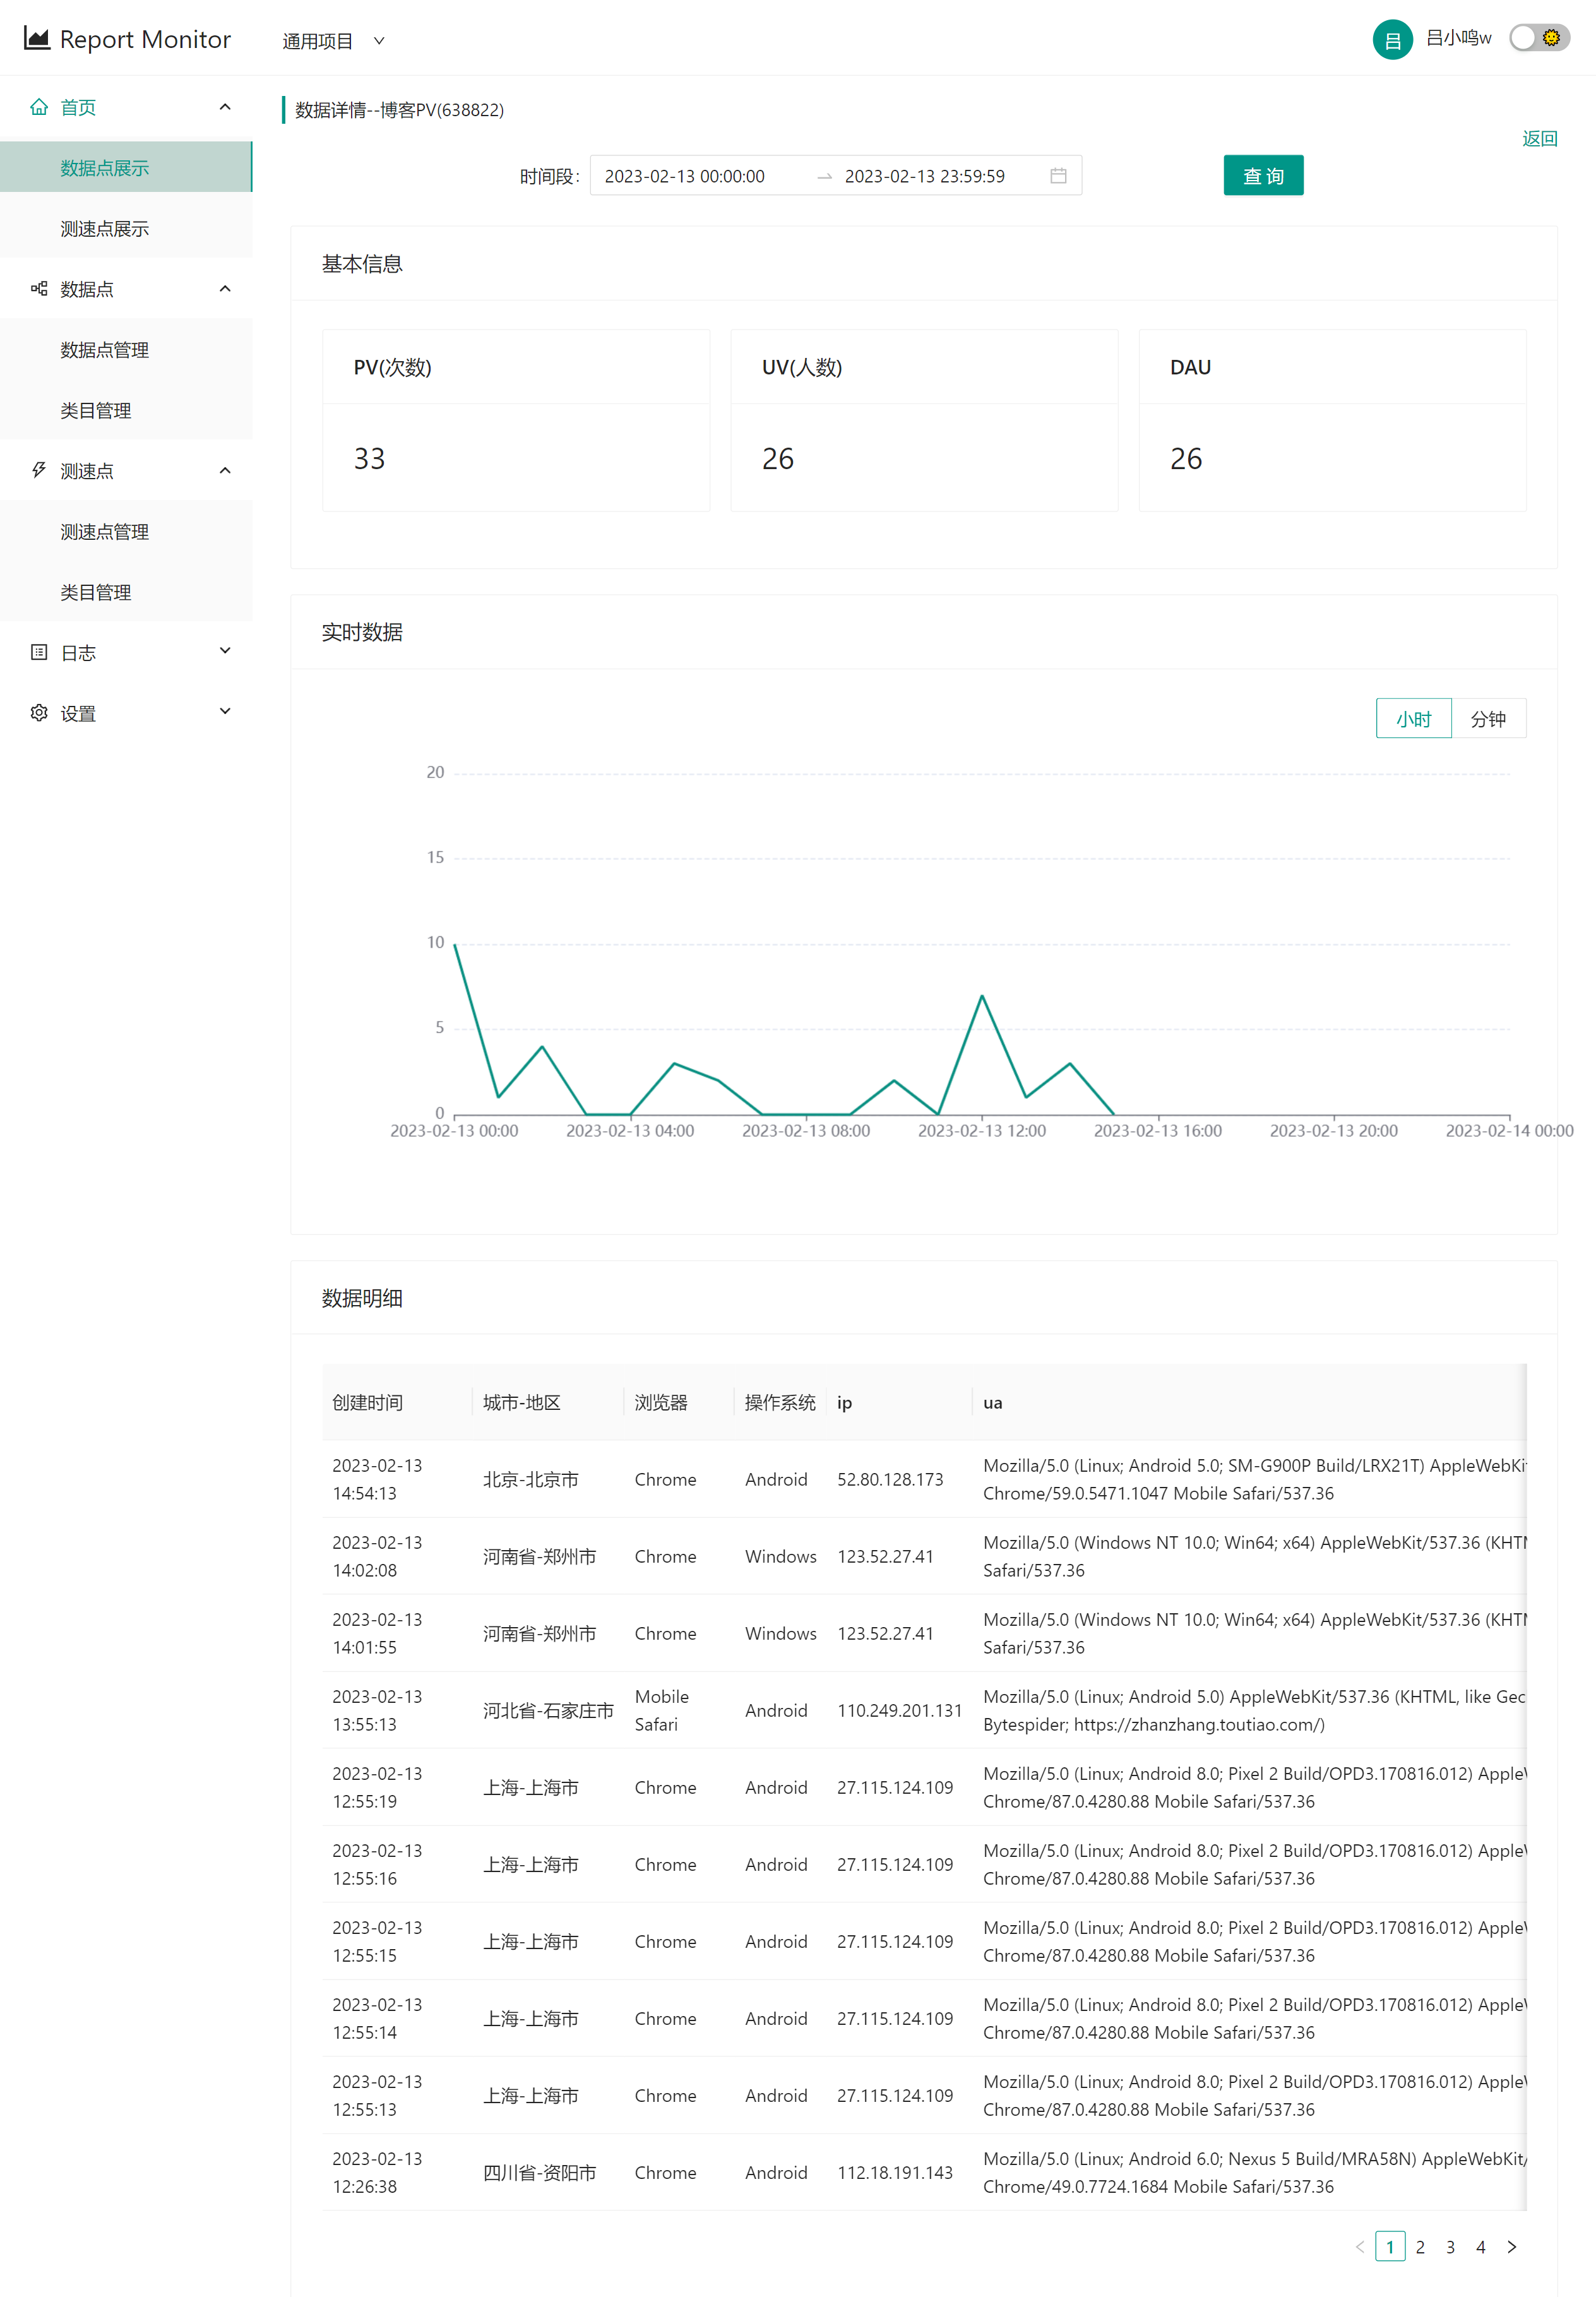 Report Monitor
通用项目
吕
吕小鸣w
首页
数据点展示
测速点展示
数据点
数据点管理
类目管理
测速点
测速点管理
类目管理
日志
设置
数据详情--博客PV(638822)
返回
时间段: 2023-02-13 00:00:00 → 2023-02-13 23:59:59
查 询
基本信息
PV(次数) UV(人数) DAU
33 26 26
实时数据
小时 分钟
20
15
10
5
0
2023-02-13 00:00 2023-02-13 04:00 2023-02-13 08:00 2023-02-13 12:00 2023-02-13 16:00 2023-02-13 20:00 2023-02-14 00:00
数据明细
创建时间 城市-地区 浏览器 操作系统 ip ua
2023-02-13 14:54:13 北京-北京市 Chrome Android 52.80.128.173 Mozilla/5.0 (Linux; Android 5.0; SM-G900P Build/LRX21T) AppleWebKit
Chrome/59.0.5471.1047 Mobile Safari/537.36
2023-02-13 14:02:08 河南省-郑州市 Chrome Windows 123.52.27.41 Mozilla/5.0 (Windows NT 10.0; Win64; x64) AppleWebKit/537.36 (KHTM
Safari/537.36
2023-02-13 14:01:55 河南省-郑州市 Chrome Windows 123.52.27.41 Mozilla/5.0 (Windows NT 10.0; Win64; x64) AppleWebKit/537.36 (KHTM
Safari/537.36
2023-02-13 13:55:13 河北省-石家庄市 Mobile Safari Android 110.249.201.131 Mozilla/5.0 (Linux; Android 5.0) AppleWebKit/537.36 (KHTML, like Gec
Bytespider; https://zhanzhang.toutiao.com/)
2023-02-13 12:55:19 上海-上海市 Chrome Android 27.115.124.109 Mozilla/5.0 (Linux; Android 8.0; Pixel 2 Build/OPD3.170816.012) AppleW
Chrome/87.0.4280.88 Mobile Safari/537.36
2023-02-13 12:55:16 上海-上海市 Chrome Android 27.115.124.109 Mozilla/5.0 (Linux; Android 8.0; Pixel 2 Build/OPD3.170816.012) AppleW
Chrome/87.0.4280.88 Mobile Safari/537.36
2023-02-13 12:55:15 上海-上海市 Chrome Android 27.115.124.109 Mozilla/5.0 (Linux; Android 8.0; Pixel 2 Build/OPD3.170816.012) AppleW
Chrome/87.0.4280.88 Mobile Safari/537.36
2023-02-13 12:55:14 上海-上海市 Chrome Android 27.115.124.109 Mozilla/5.0 (Linux; Android 8.0; Pixel 2 Build/OPD3.170816.012) AppleW
Chrome/87.0.4280.88 Mobile Safari/537.36
2023-02-13 12:55:13 上海-上海市 Chrome Android 27.115.124.109 Mozilla/5.0 (Linux; Android 8.0; Pixel 2 Build/OPD3.170816.012) AppleW
Chrome/87.0.4280.88 Mobile Safari/537.36
2023-02-13 12:26:38 四川省-资阳市 Chrome Android 112.18.191.143 Mozilla/5.0 (Linux; Android 6.0; Nexus 5 Build/MRA58N) AppleWebKit/
Chrome/49.0.7724.1684 Mobile Safari/537.36
< 1 2 3 4 >